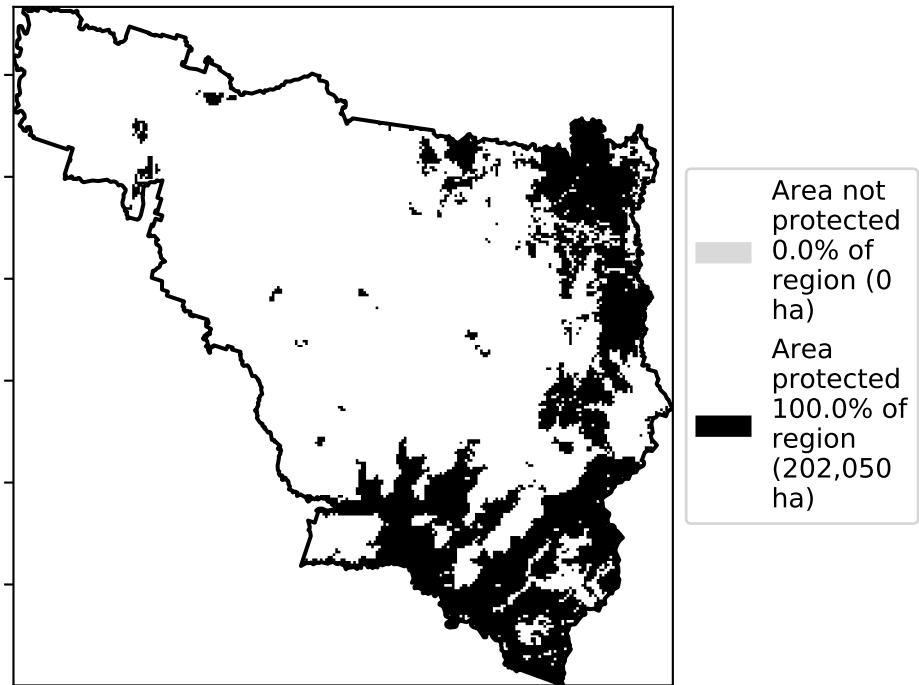 Area not
protected
0.0% of
region (0
ha)
Area
protected
100.0% of
region
(202,050
ha)